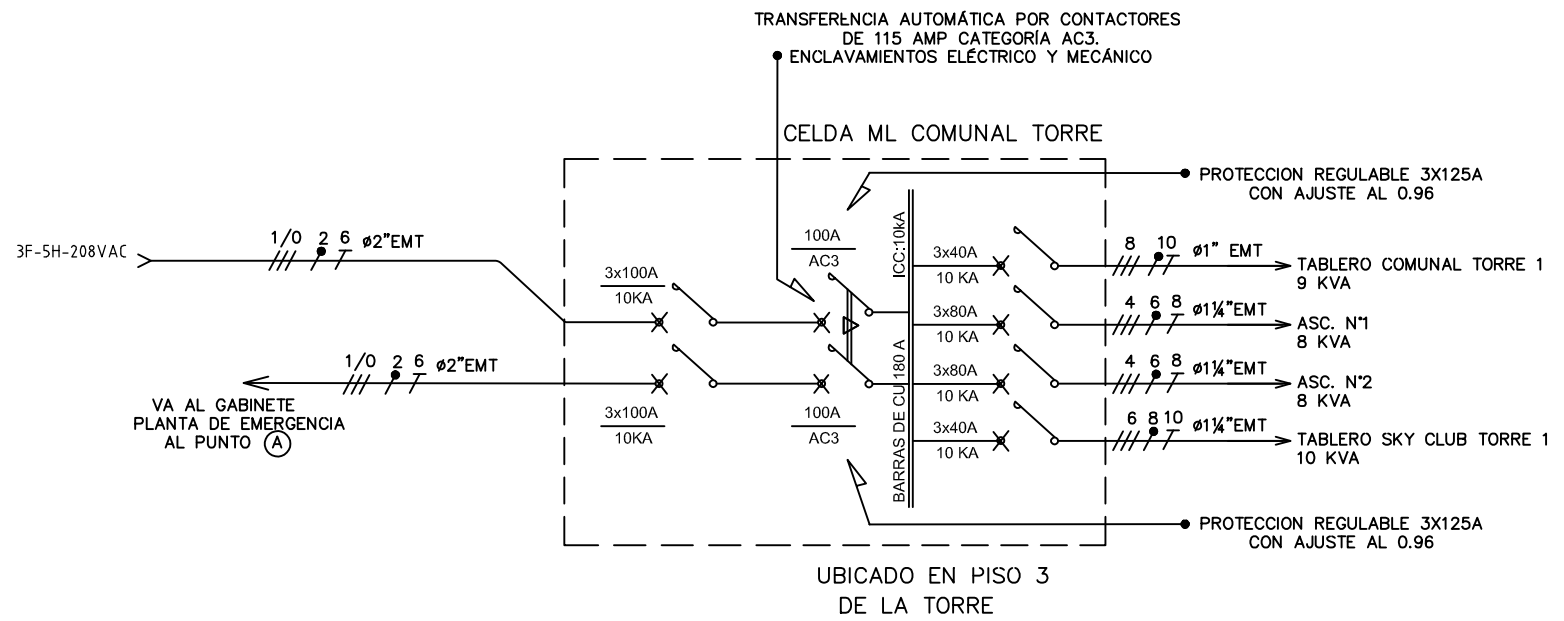 TRANSFERENCIA AUTOMÁTICA POR CONTACTORES
DE 115 AMP CATEGORÍA AC3.
ENCLAVAMIENTOS ELÉCTRICO Y MECÁNICO
CELDA ML COMUNAL TORRE
PROTECCION REGULABLE 3X125A
CON AJUSTE AL 0.96
3F-5H-208VAC
1/0 2 6 ø2"EMT
3x100A
10KA
100A
AC3
ICC:10kA
BARRAS DE CU 180 A
3x40A
10 KA
8 10 ø1" EMT
TABLERO COMUNAL TORRE 1
9 KVA
3x80A
10 KA
4 6 8 ø1¼"EMT
ASC. N°1
8 KVA
1/0 2 6 ø2"EMT
VA AL GABINETE
PLANTA DE EMERGENCIA
AL PUNTO A
3x100A
10KA
100A
AC3
3x80A
10 KA
4 6 8 ø1¼"EMT
ASC. N°2
8 KVA
3x40A
10 KA
6 8 10 ø1¼"EMT
TABLERO SKY CLUB TORRE 1
10 KVA
PROTECCION REGULABLE 3X125A
CON AJUSTE AL 0.96
UBICADO EN PISO 3
DE LA TORRE